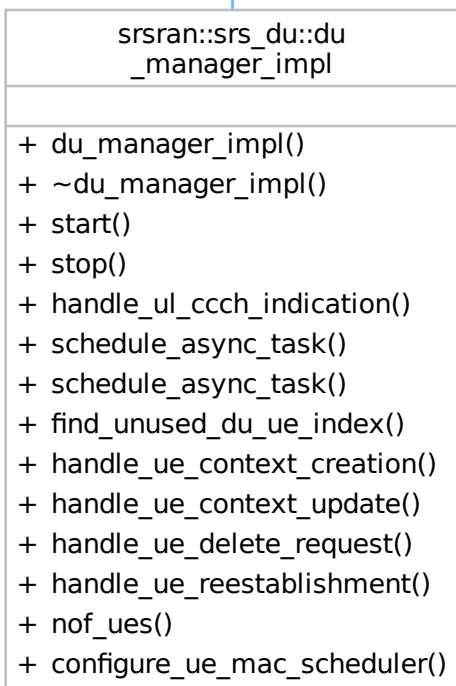 srsran::srs_du::du
_manager_impl
+ du_manager_impl()
+ ~du_manager_impl()
+ start()
+ stop()
+ handle_ul_ccch_indication()
+ schedule_async_task()
+ schedule_async_task()
+ find_unused_du_ue_index()
+ handle_ue_context_creation()
+ handle_ue_context_update()
+ handle_ue_delete_request()
+ handle_ue_reestablishment()
+ nof_ues()
+ configure_ue_mac_scheduler()